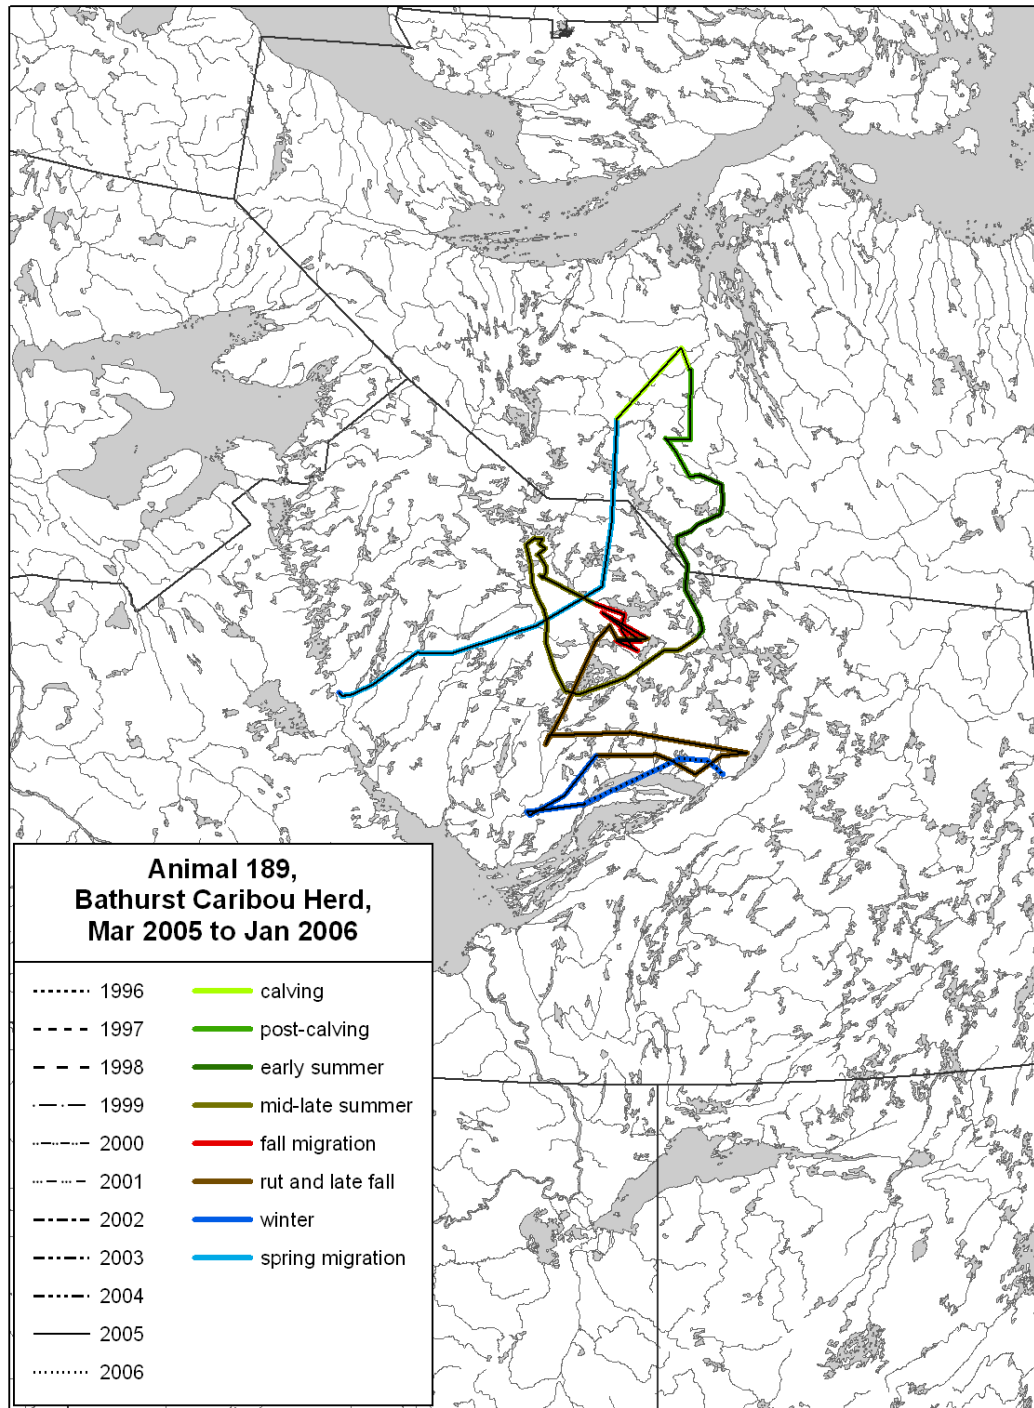 Animal 189,
Bathurst Caribou Herd,
Mar 2005 to Jan 2006
1996
1997
1998
1999
2000
2001
2002
2003
2004
2005
2006
calving
post-calving
early summer
mid-late summer
fall migration
rut and late fall
winter
spring migration